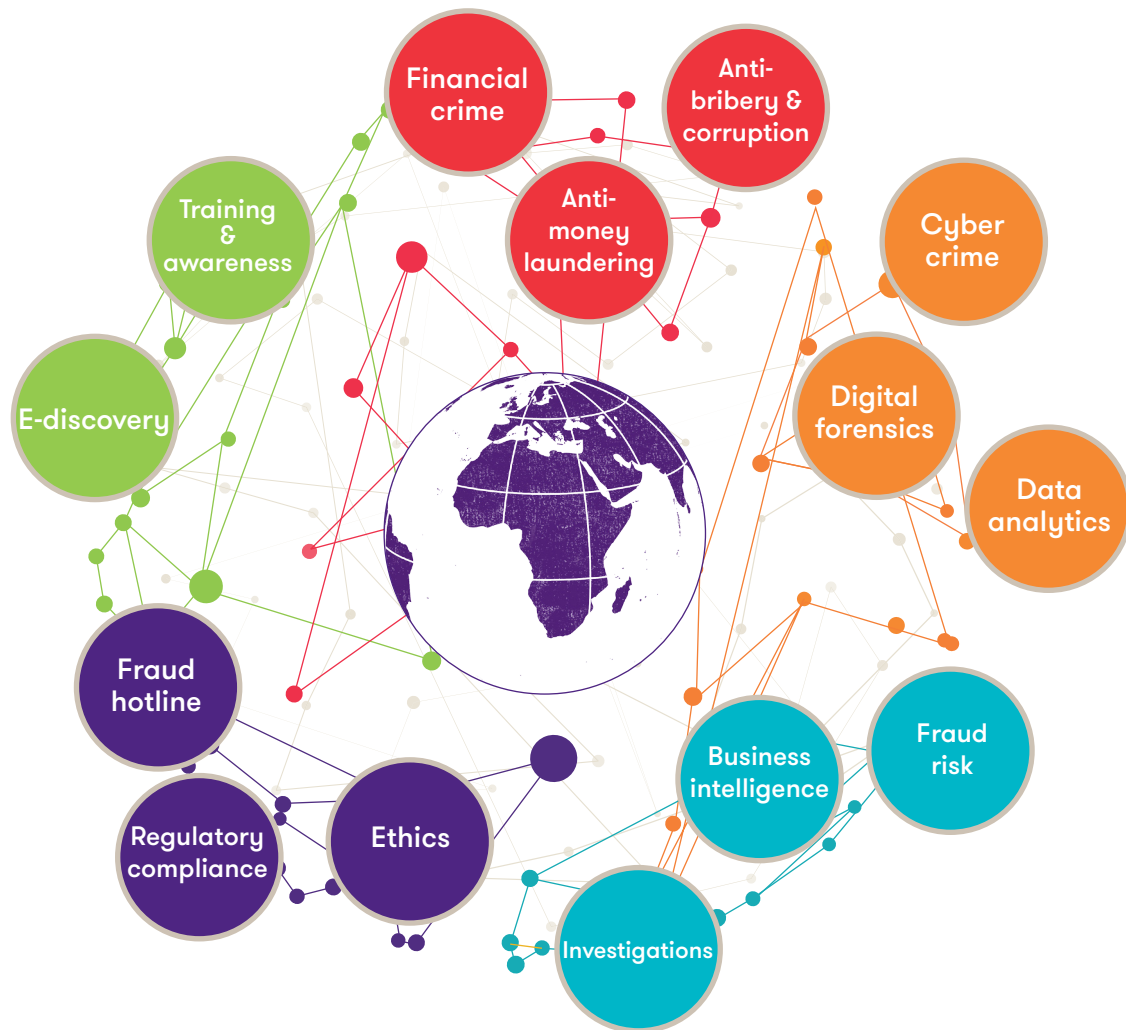 Financial
crime
Anti-
bribery &
corruption
Anti-
money
laundering
Training
&
awareness
Cyber
crime
E-discovery
Digital
forensics
Data
analytics
Fraud
hotline
Regulatory
compliance
Ethics
Business
intelligence
Fraud
risk
Investigations